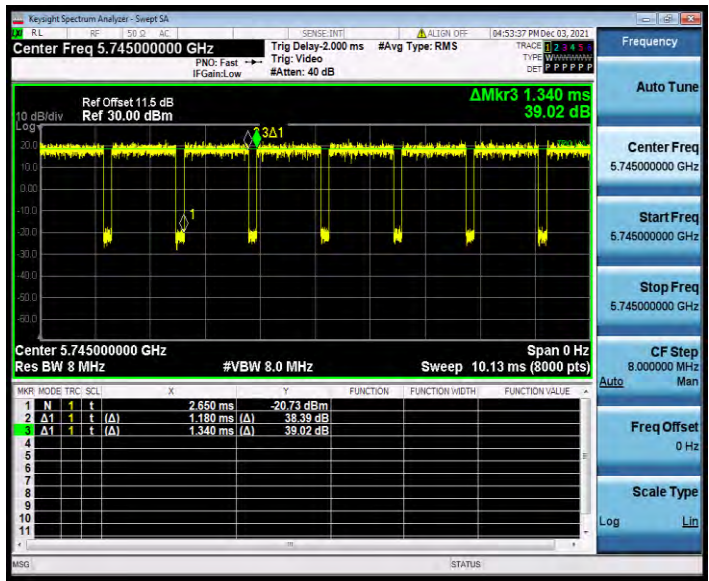 Keysight Spectrum Analyzer - Swept SA
RL RF 50 Ω AC SENSE:INT ALIGN OFF 04:53:37 PM Dec 03, 2021
Center Freq 5.745000000 GHz
PNO: Fast
IFGain:Low
Trig Delay-2.000 ms
Trig: Video
#Atten: 40 dB
#Avg Type: RMS
TRACE 1 2 3 4 5 6
TYPE WWWWWW
DET P P P P P P
ΔMkr3 1.340 ms
39.02 dB
Ref Offset 11.5 dB
10 dB/div Ref 30.00 dBm
Log
20.0
10.0
0.00
-10.0
-20.0
-30.0
-40.0
-50.0
-60.0
3Δ1
1
Center 5.745000000 GHz Span 0 Hz
Res BW 8 MHz #VBW 8.0 MHz Sweep 10.13 ms (8000 pts)
MKR MODE TRC SCL X Y FUNCTION FUNCTION WIDTH FUNCTION VALUE
1 N 1 t 2.650 ms -20.73 dBm
2 Δ1 1 t (Δ) 1.180 ms (Δ) 38.39 dB
3 Δ1 1 t (Δ) 1.340 ms (Δ) 39.02 dB
4
5
6
7
8
9
10
11
MSG STATUS
Frequency
Auto Tune
Center Freq
5.745000000 GHz
Start Freq
5.745000000 GHz
Stop Freq
5.745000000 GHz
CF Step
8.000000 MHz
Auto Man
Freq Offset
0 Hz
Scale Type
Log Lin